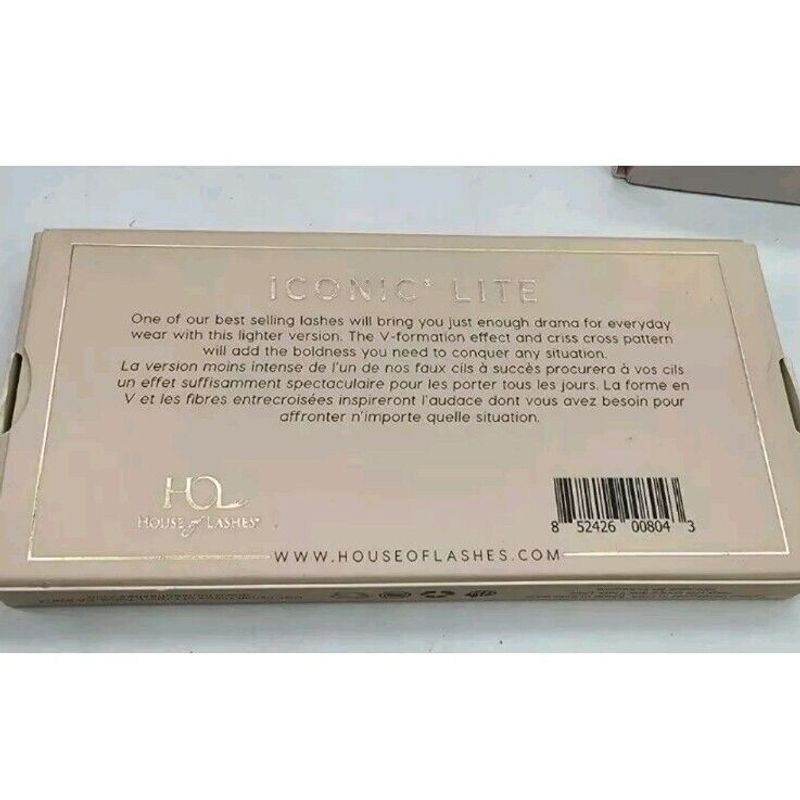 ICONIC® LITE
One of our best selling lashes will bring you just enough drama for everyday
wear with this lighter version. The V-formation effect and criss cross pattern
will add the boldness you need to conquer any situation.
La version moins intense de l'un de nos faux cils à succès procurera à vos cils
un effet suffisamment spectaculaire pour les porter tous les jours. La forme en
V et les fibres entrecroisées inspireront l'audace dont vous avez besoin pour
affronter n'importe quelle situation.
HOL
HOUSE of LASHES®
8 52426 00804 3
WWW.HOUSEOFLASHES.COM